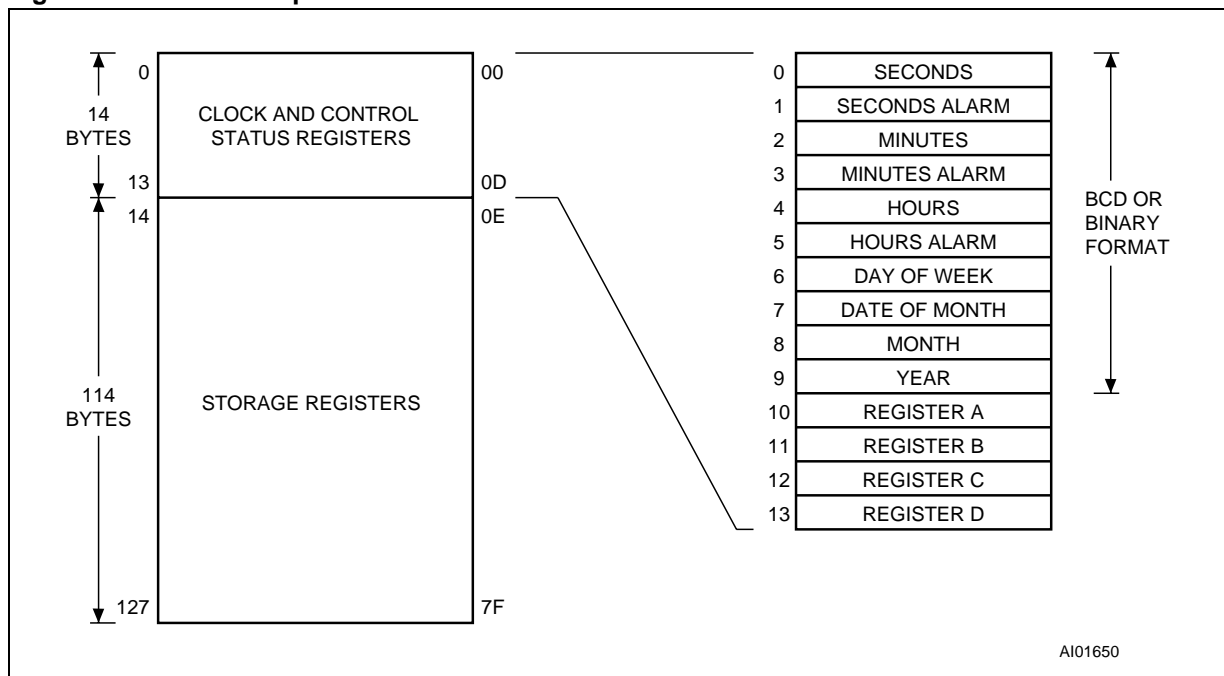 0
00
14
BYTES
CLOCK AND CONTROL
STATUS REGISTERS
13
0D
14
0E
114
BYTES
STORAGE REGISTERS
127
7F
0 SECONDS
1 SECONDS ALARM
2 MINUTES
3 MINUTES ALARM
4 HOURS
5 HOURS ALARM
6 DAY OF WEEK
7 DATE OF MONTH
8 MONTH
9 YEAR
10 REGISTER A
11 REGISTER B
12 REGISTER C
13 REGISTER D
BCD OR
BINARY
FORMAT
AI01650